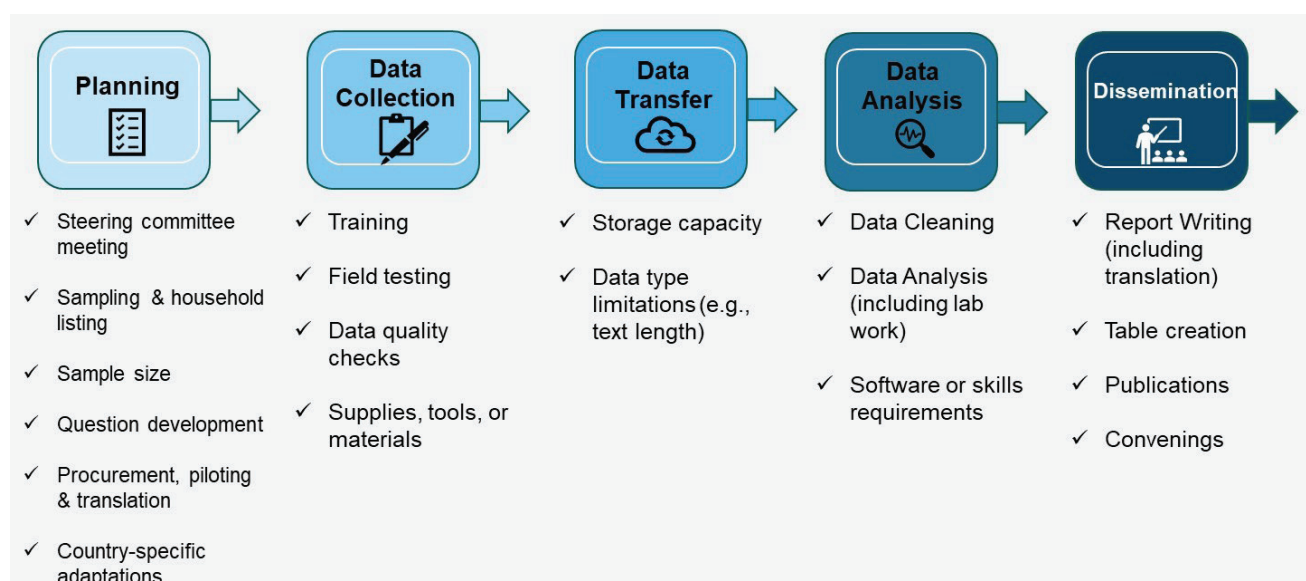 Planning
Data
Collection
Data
Transfer
Data
Analysis
Dissemination
✓ Steering committee
meeting
✓ Sampling & household
listing
✓ Sample size
✓ Question development
✓ Procurement, piloting
& translation
✓ Country-specific
adaptations
✓ Training
✓ Field testing
✓ Data quality
checks
✓ Supplies, tools, or
materials
✓ Storage capacity
✓ Data type
limitations (e.g.,
text length)
✓ Data Cleaning
✓ Data Analysis
(including lab
work)
✓ Software or skills
requirements
✓ Report Writing
(including
translation)
✓ Table creation
✓ Publications
✓ Convenings